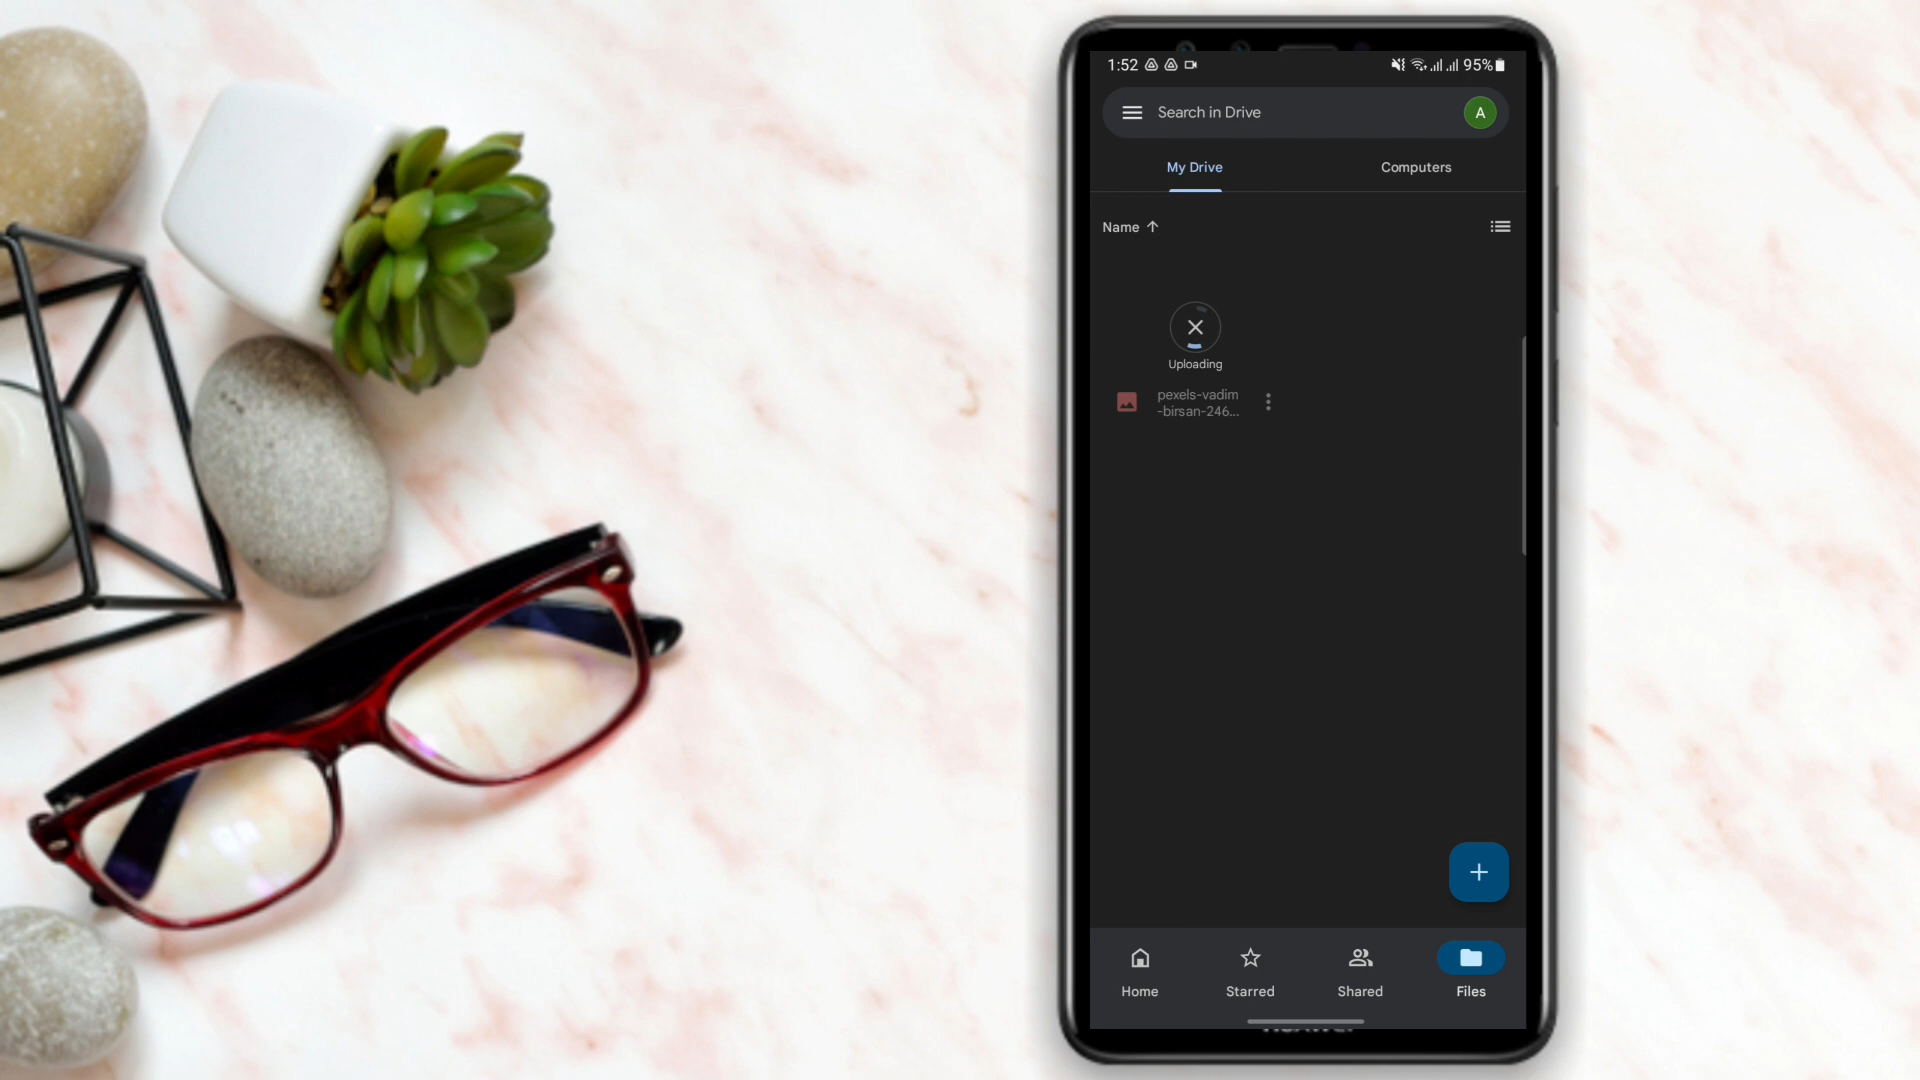 1:52 95%
Search in Drive A
My Drive Computers
Name
Uploading
pexels-vadim
-birsan-246...
Home Starred Shared Files